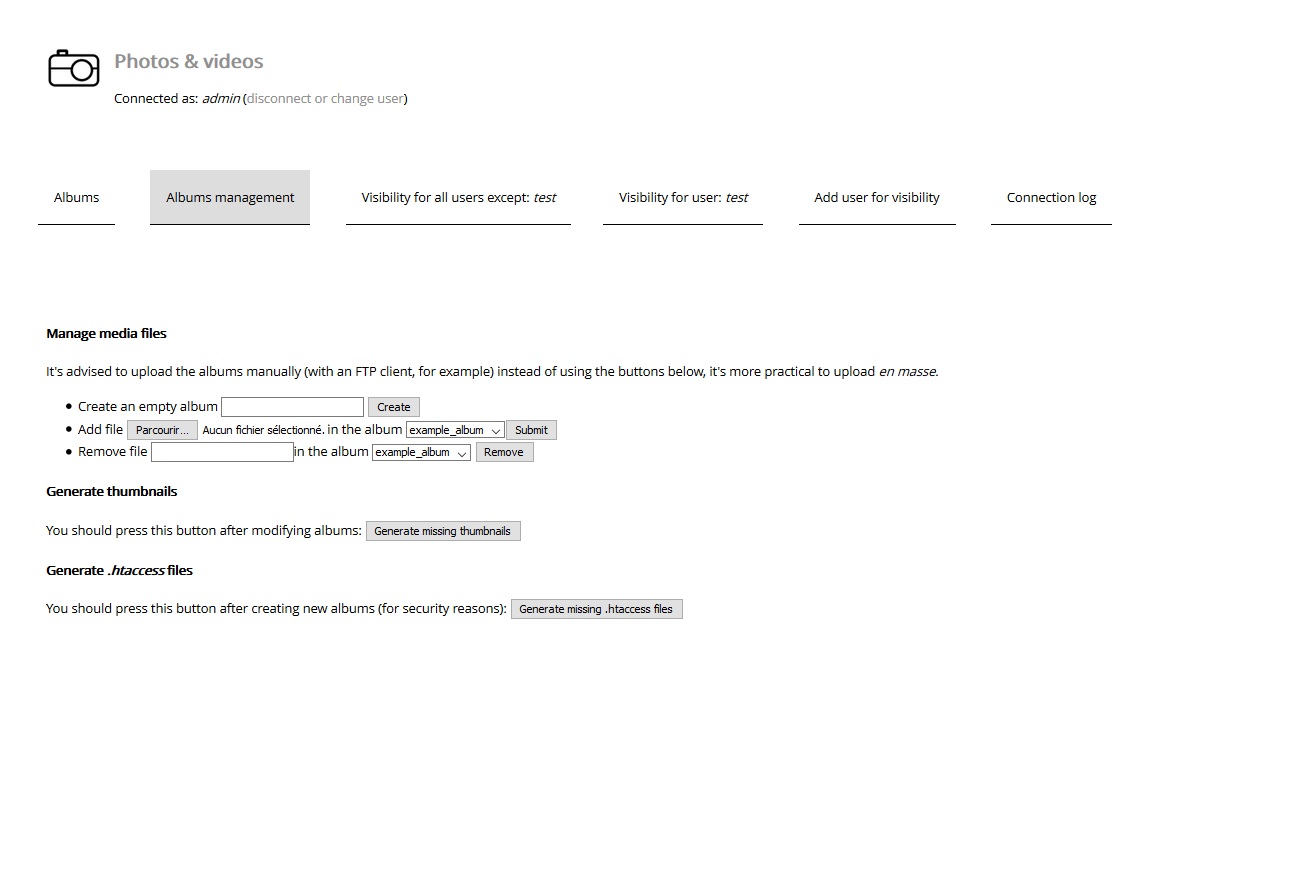 Photos & videos
Connected as: admin (disconnect or change user)
Albums
Albums management
Visibility for all users except: test
Visibility for user: test
Add user for visibility
Connection log
Manage media files
It's advised to upload the albums manually (with an FTP client, for example) instead of using the buttons below, it's more practical to upload en masse.
Create an empty album Create
Add file Parcourir... Aucun fichier sélectionné. in the album example_album Submit
Remove file in the album example_album Remove
Generate thumbnails
You should press this button after modifying albums: Generate missing thumbnails
Generate .htaccess files
You should press this button after creating new albums (for security reasons): Generate missing .htaccess files